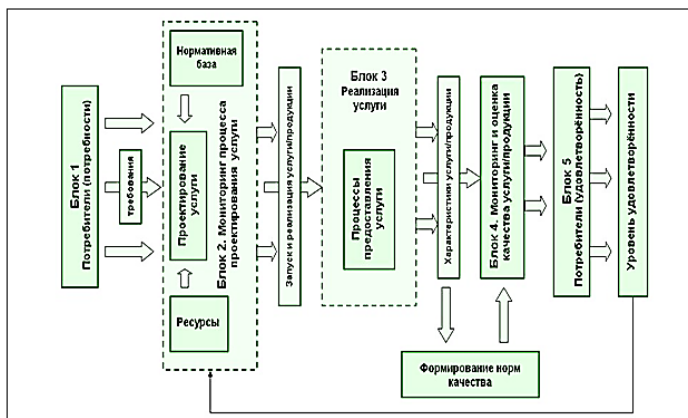 Блок 1
Потребители (потребности)
требования
Нормативная
база
Проектирование
услуги
Ресурсы
Блок 2. Мониторинг процесса
проектирования услуги
Запуск и реализация услуги/продукции
Блок 3
Реализация
услуги
Процессы
предоставления
услуги
Характеристики услуги/продукции
Блок 4. Мониторинг и оценка
качества услуги/продукции
Формирование норм
качества
Блок 5
Потребители (удовлетворённость)
Уровень удовлетворённости